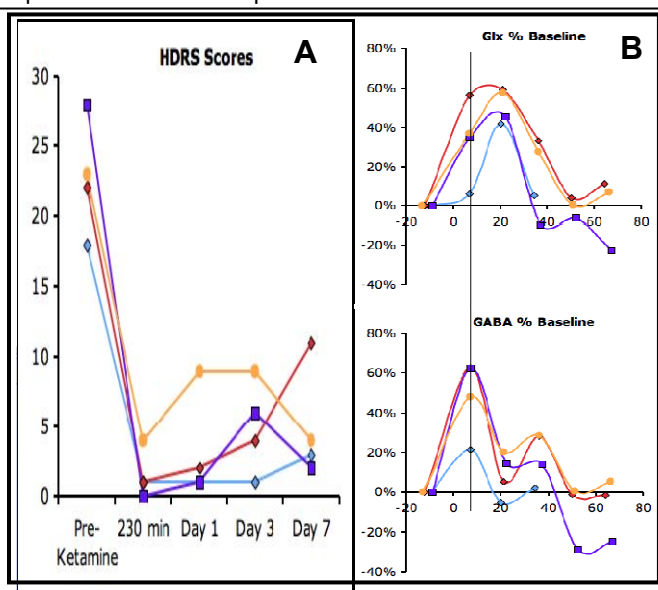 A
HDRS Scores
30
25
20
15
10
5
0
Pre-Ketamine 230 min Day 1 Day 3 Day 7
B
Glx % Baseline
80%
60%
40%
20%
0%
-20%
-40%
-20 0 20 40 60 80
GABA % Baseline
80%
60%
40%
20%
0%
-20%
-40%
-20 0 20 40 60 80